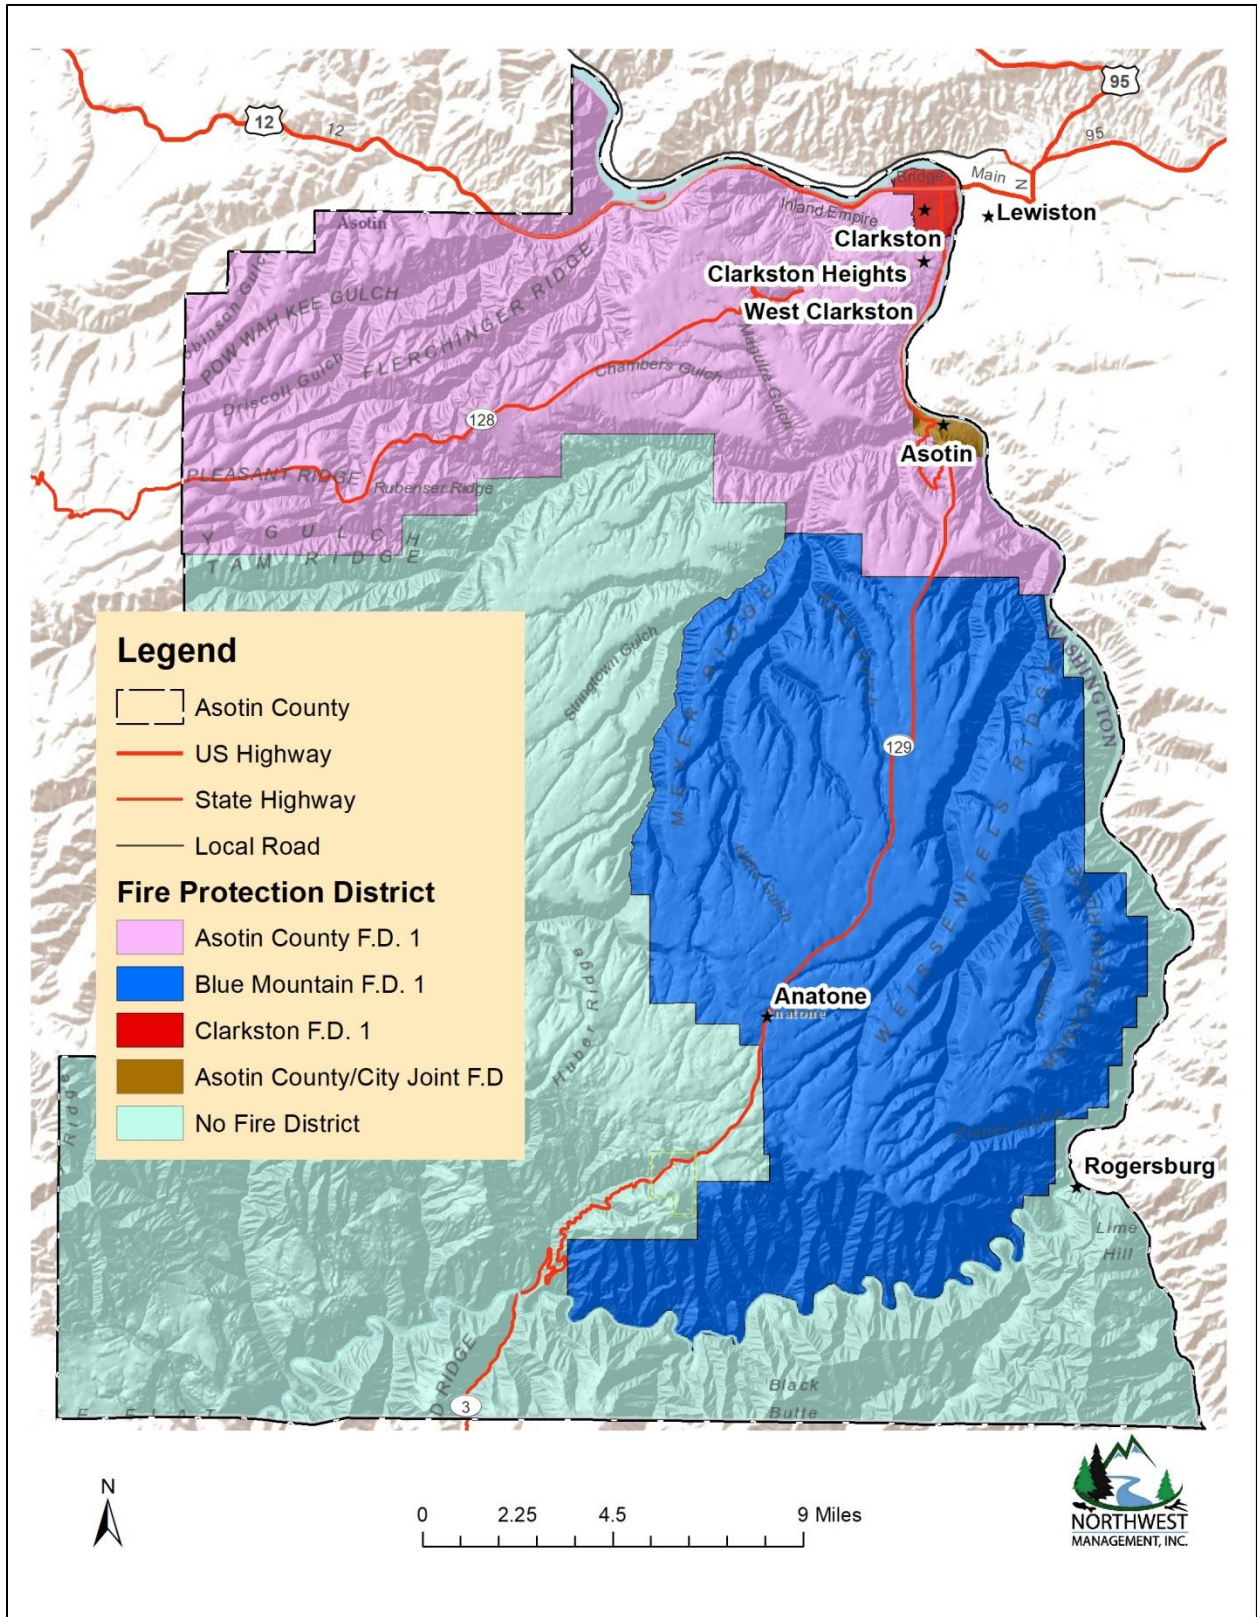 95
12
12
95
Bridge
Main
N
Inland Empire
Lewiston
Asotin
Clarkston
Clarkston Heights
West Clarkston
POW WAH KEE GULCH
FLERCHINGER RIDGE
Driscoll Gulch
Chambers Gulch
Maguire Gulch
128
Asotin
PLEASANT RIDGE
Rubenser Ridge
Y GULCH
TAM RIDGE
WASHINGTON
Stringtown Gulch
MEYER RIDGE
129
WEISSENFELS RIDGE
MONTGOMERY RIDGE
Huber Ridge
Anatone
Rogersburg
Lime
Hill
Ridge
D RIDGE
Black
Butte
3
Legend
Asotin County
US Highway
State Highway
Local Road
Fire Protection District
Asotin County F.D. 1
Blue Mountain F.D. 1
Clarkston F.D. 1
Asotin County/City Joint F.D
No Fire District
N
0 2.25 4.5 9 Miles
NORTHWEST
MANAGEMENT, INC.